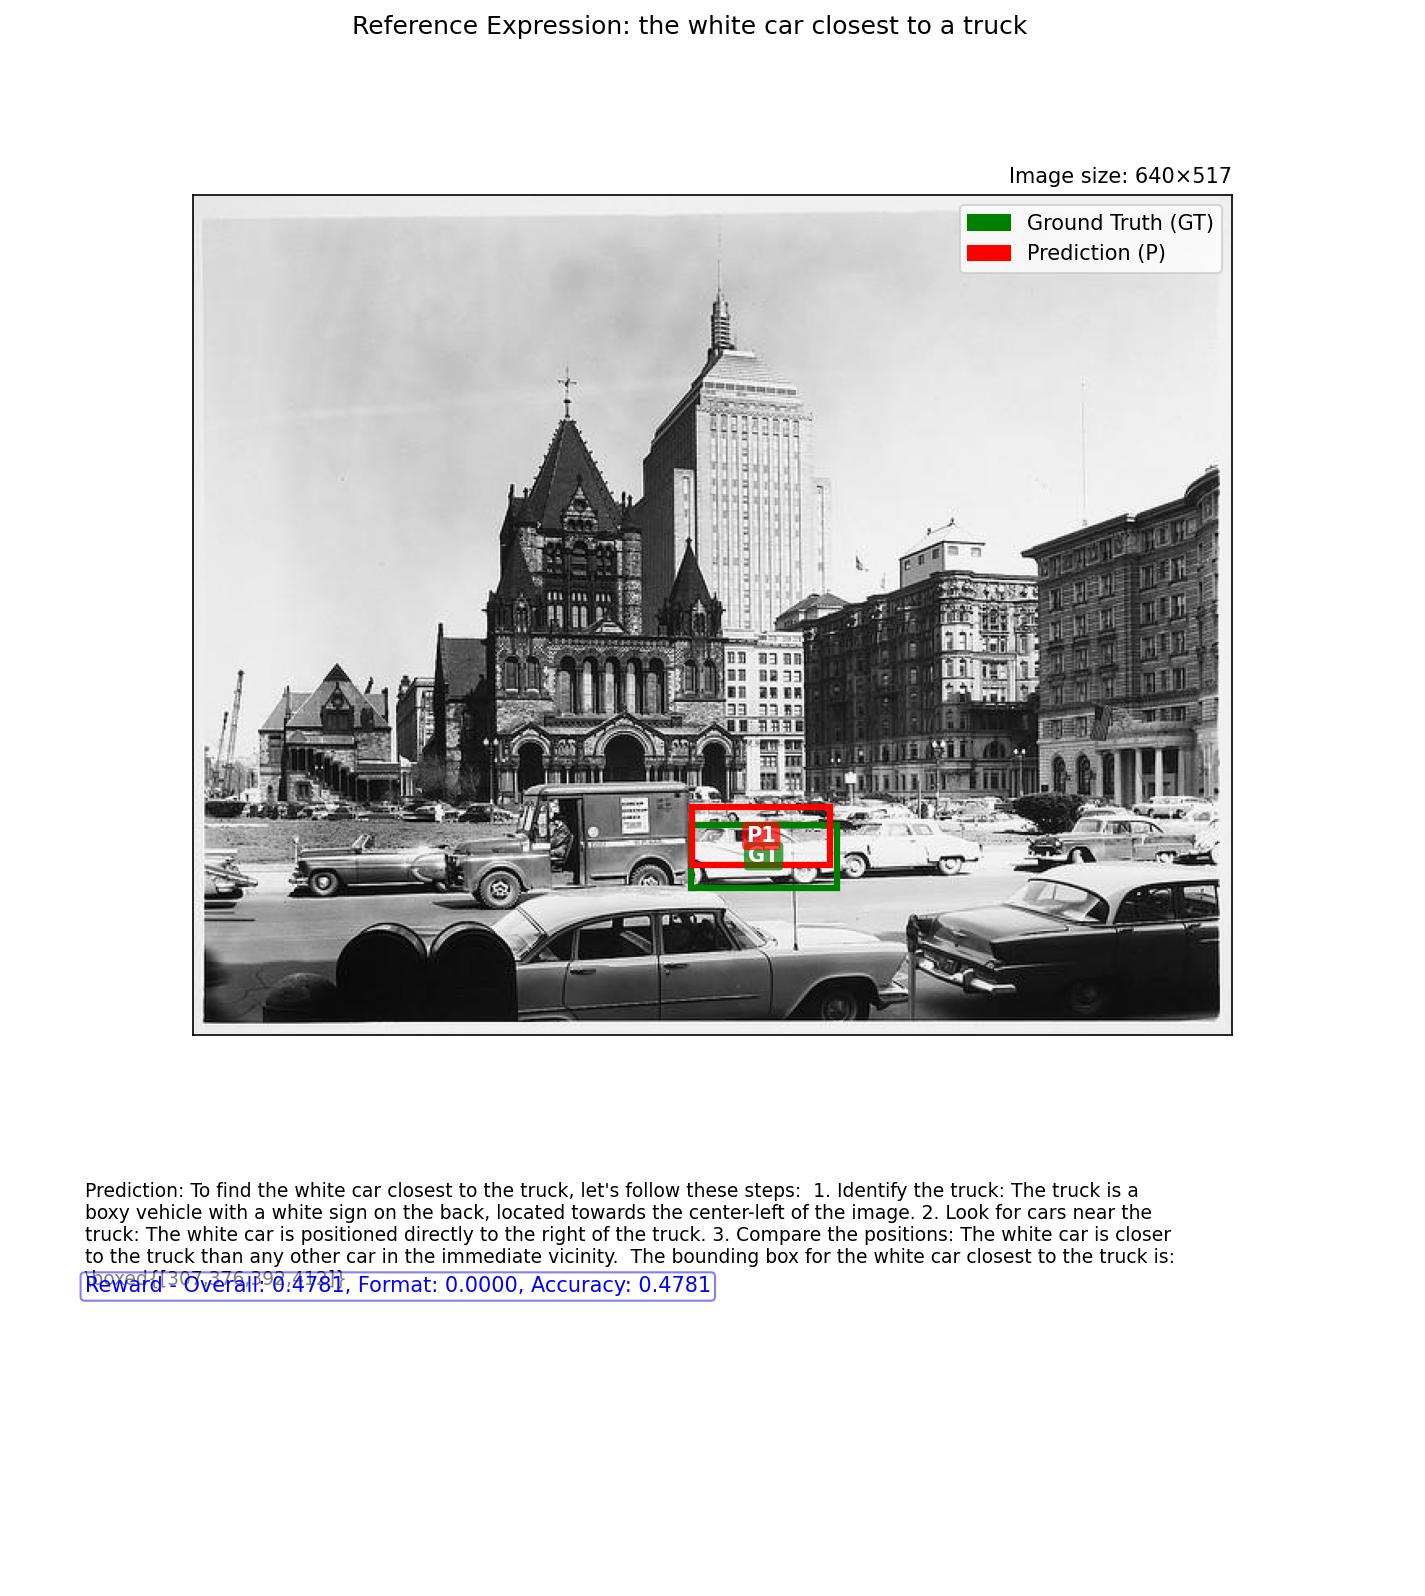 Reference Expression: the white car closest to a truck
Image size: 640×517
Ground Truth (GT)
Prediction (P)
P1
GT
Prediction: To find the white car closest to the truck, let's follow these steps:  1. Identify the truck: The truck is a
boxy vehicle with a white sign on the back, located towards the center-left of the image. 2. Look for cars near the
truck: The white car is positioned directly to the right of the truck. 3. Compare the positions: The white car is closer
to the truck than any other car in the immediate vicinity.  The bounding box for the white car closest to the truck is:
\boxed{[307,376,392,412]}
Reward - Overall: 0.4781, Format: 0.0000, Accuracy: 0.4781